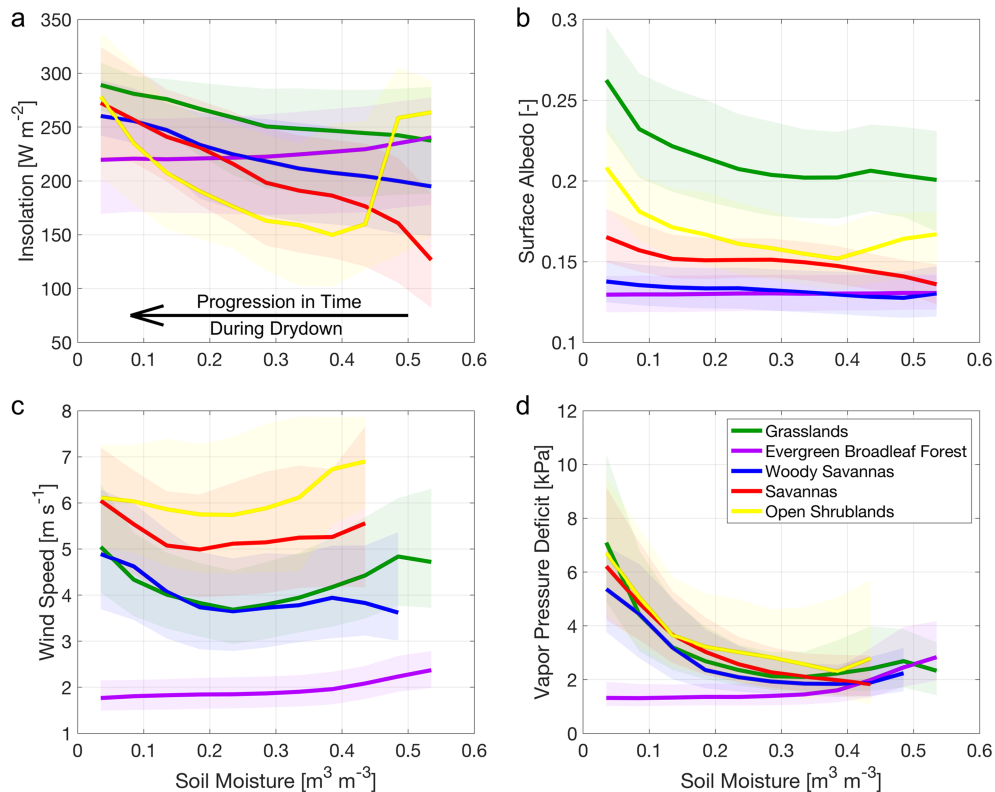 a
350
300
250
200
150
100
50
Insolation [W m⁻²]
Progression in Time
During Drydown
0 0.1 0.2 0.3 0.4 0.5 0.6
b
0.3
0.25
0.2
0.15
0.1
Surface Albedo [-]
0 0.1 0.2 0.3 0.4 0.5 0.6
c
8
7
6
5
4
3
2
1
Wind Speed [m s⁻¹]
0 0.1 0.2 0.3 0.4 0.5 0.6
Soil Moisture [m³ m⁻³]
d
12
10
8
6
4
2
0
Vapor Pressure Deficit [kPa]
Grasslands
Evergreen Broadleaf Forest
Woody Savannas
Savannas
Open Shrublands
0 0.1 0.2 0.3 0.4 0.5 0.6
Soil Moisture [m³ m⁻³]